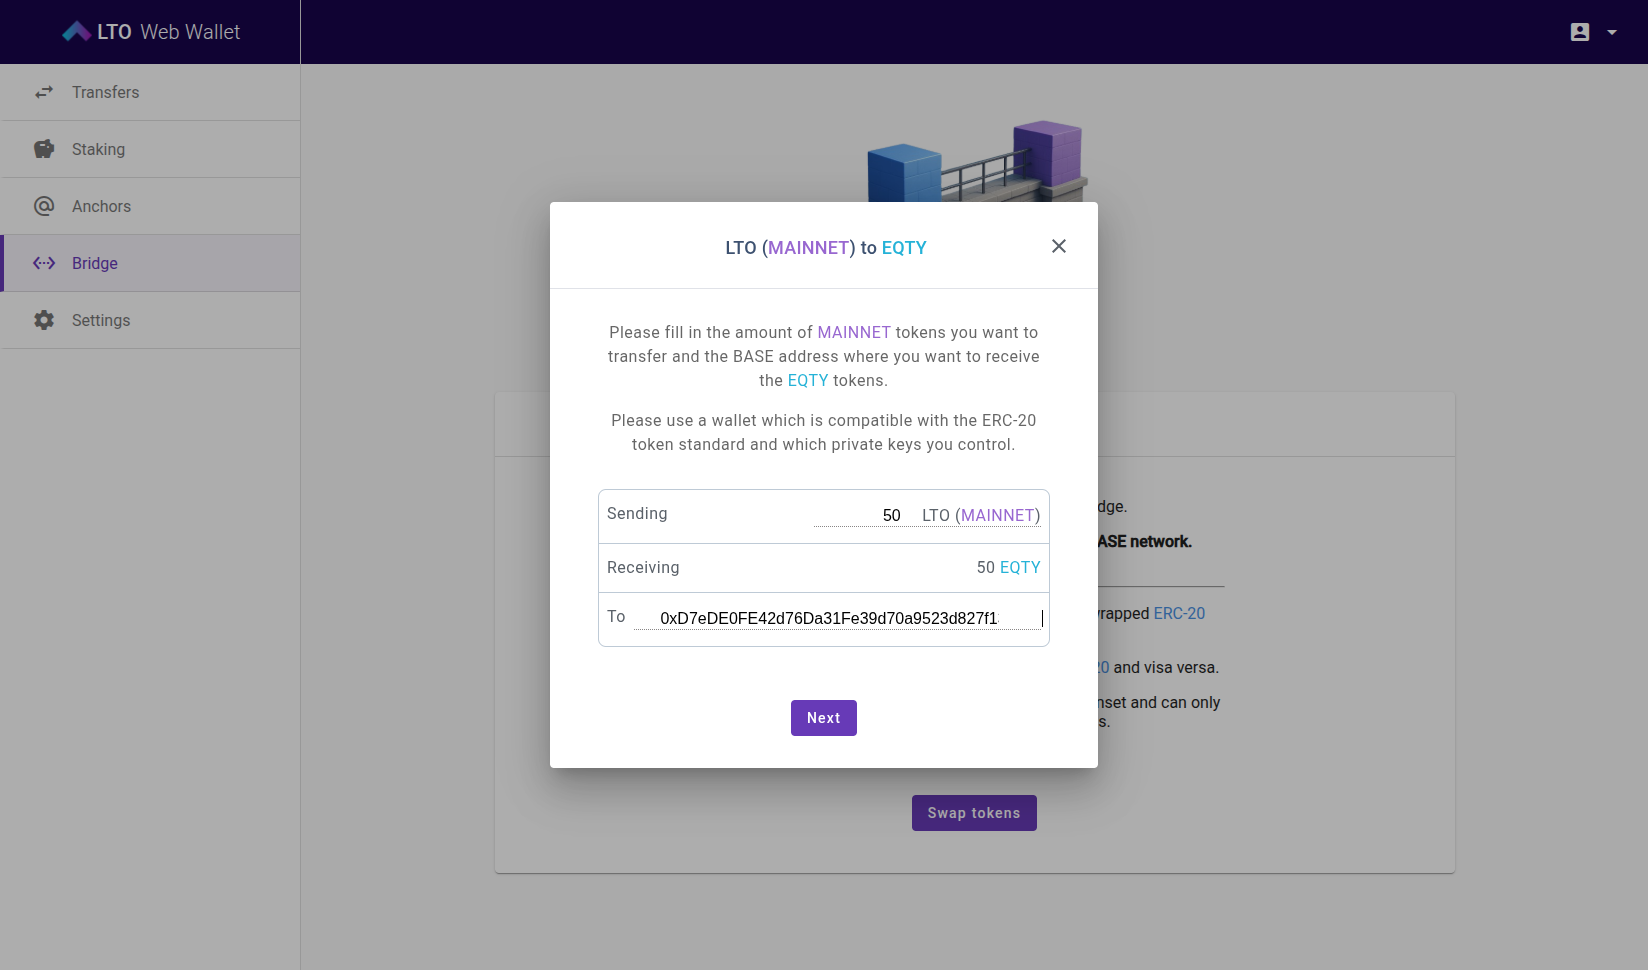 LTO Web Wallet
Transfers
Staking
Anchors
Bridge
Settings
LTO (MAINNET) to EQTY
Please fill in the amount of MAINNET tokens you want to
transfer and the BASE address where you want to receive
the EQTY tokens.
Please use a wallet which is compatible with the ERC-20
token standard and which private keys you control.
Sending 50 LTO (MAINNET)
Receiving 50 EQTY
To 0xD7eDE0FE42d76Da31Fe39d70a9523d827f1
Next
dge.
ASE network.
rapped ERC-20
0 and visa versa.
nset and can only
s.
Swap tokens